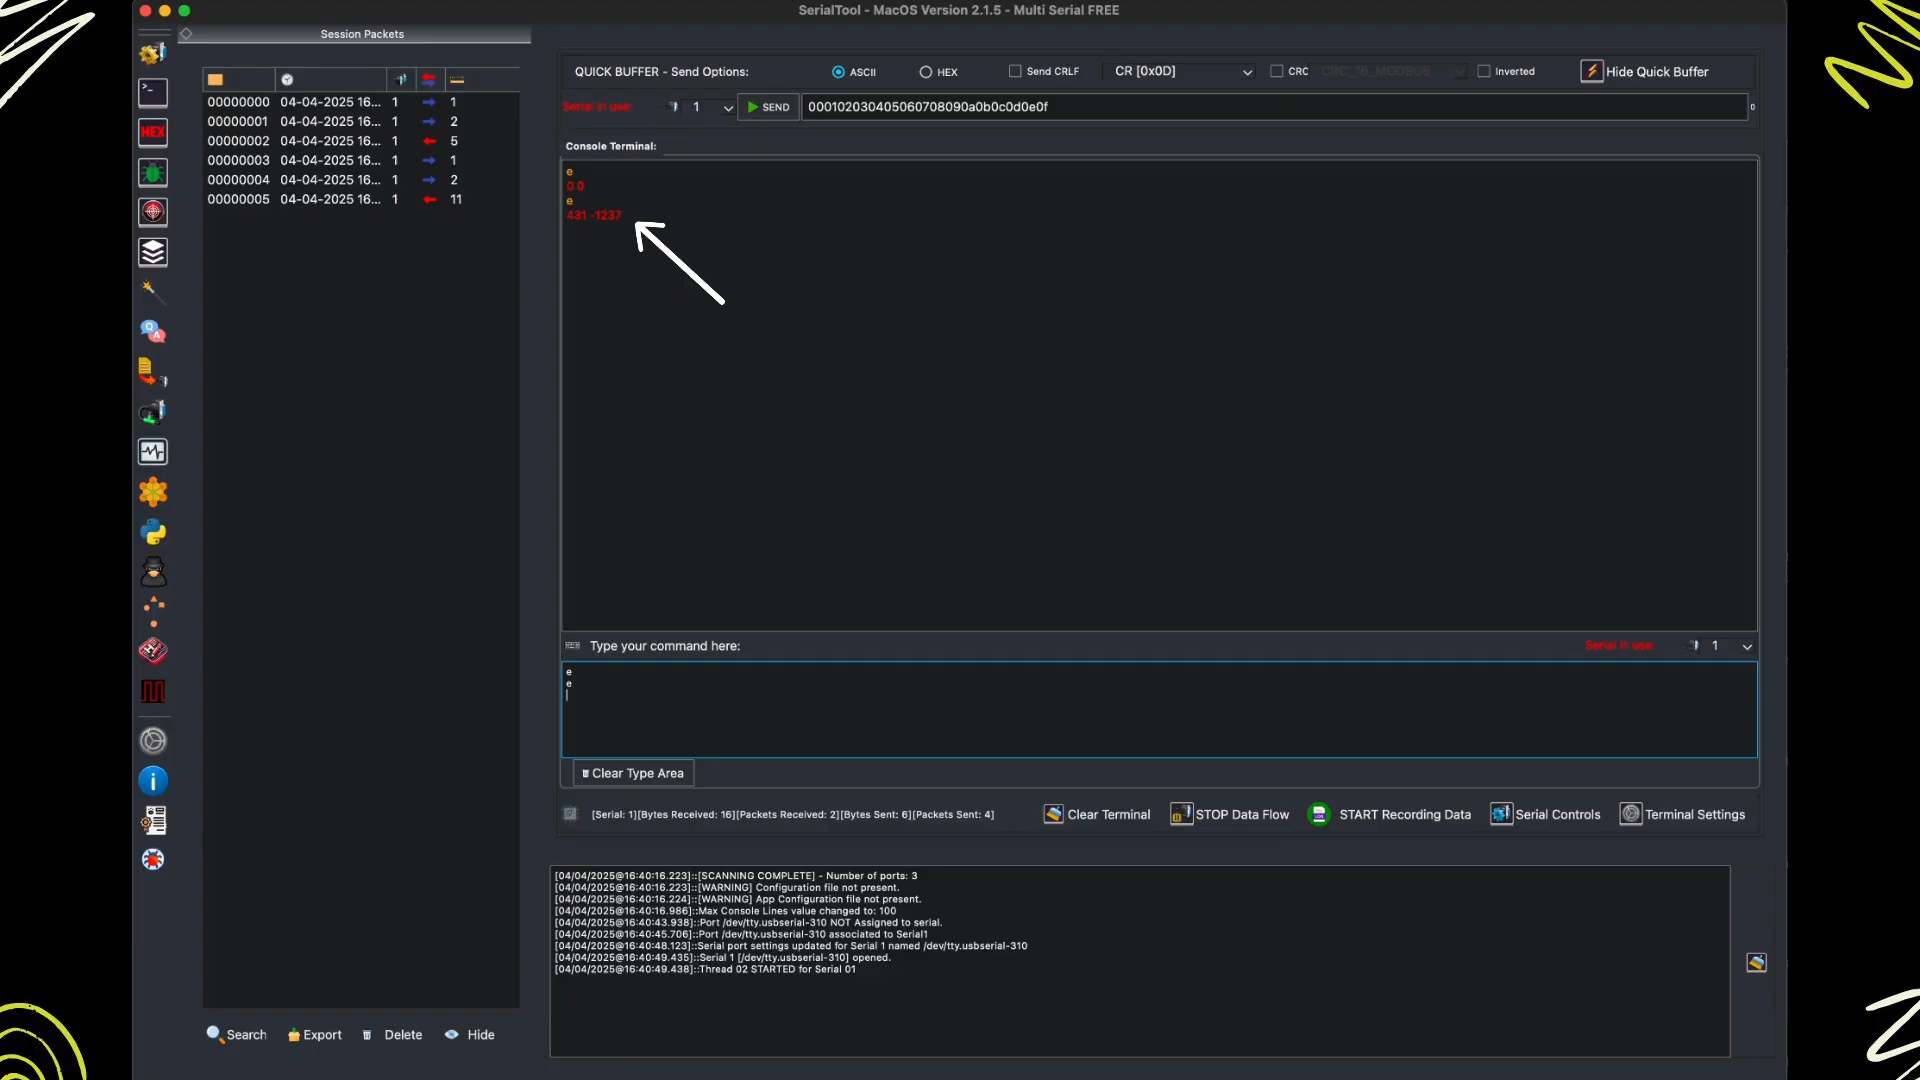 SerialTool - MacOS Version 2.1.5 - Multi Serial FREE
Session Packets
00000000 04-04-2025 16... 1 1
00000001 04-04-2025 16... 1 2
00000002 04-04-2025 16... 1 5
00000003 04-04-2025 16... 1 1
00000004 04-04-2025 16... 1 2
00000005 04-04-2025 16... 1 11
Search Export Delete Hide
QUICK BUFFER - Send Options: ASCII HEX Send CRLF CR [0x0D] CRC CRC_16_MODBUS Inverted Hide Quick Buffer
Serial in use: 1 SEND 000102030405060708090a0b0c0d0e0f 0
Console Terminal:
e
0 0
e
431 -1237
Type your command here: Serial in use: 1
e
e
Clear Type Area
[Serial: 1][Bytes Received: 16][Packets Received: 2][Bytes Sent: 6][Packets Sent: 4] Clear Terminal STOP Data Flow START Recording Data Serial Controls Terminal Settings
[04/04/2025@16:40:16.223]::[SCANNING COMPLETE] - Number of ports: 3
[04/04/2025@16:40:16.223]::[WARNING] Configuration file not present.
[04/04/2025@16:40:16.224]::[WARNING] App Configuration file not present.
[04/04/2025@16:40:16.986]::Max Console Lines value changed to: 100
[04/04/2025@16:40:43.938]::Port /dev/tty.usbserial-310 NOT Assigned to serial.
[04/04/2025@16:40:45.706]::Port /dev/tty.usbserial-310 associated to Serial1
[04/04/2025@16:40:48.123]::Serial port settings updated for Serial 1 named /dev/tty.usbserial-310
[04/04/2025@16:40:49.435]::Serial 1 [/dev/tty.usbserial-310] opened.
[04/04/2025@16:40:49.438]::Thread 02 STARTED for Serial 01
HEX
Q
A